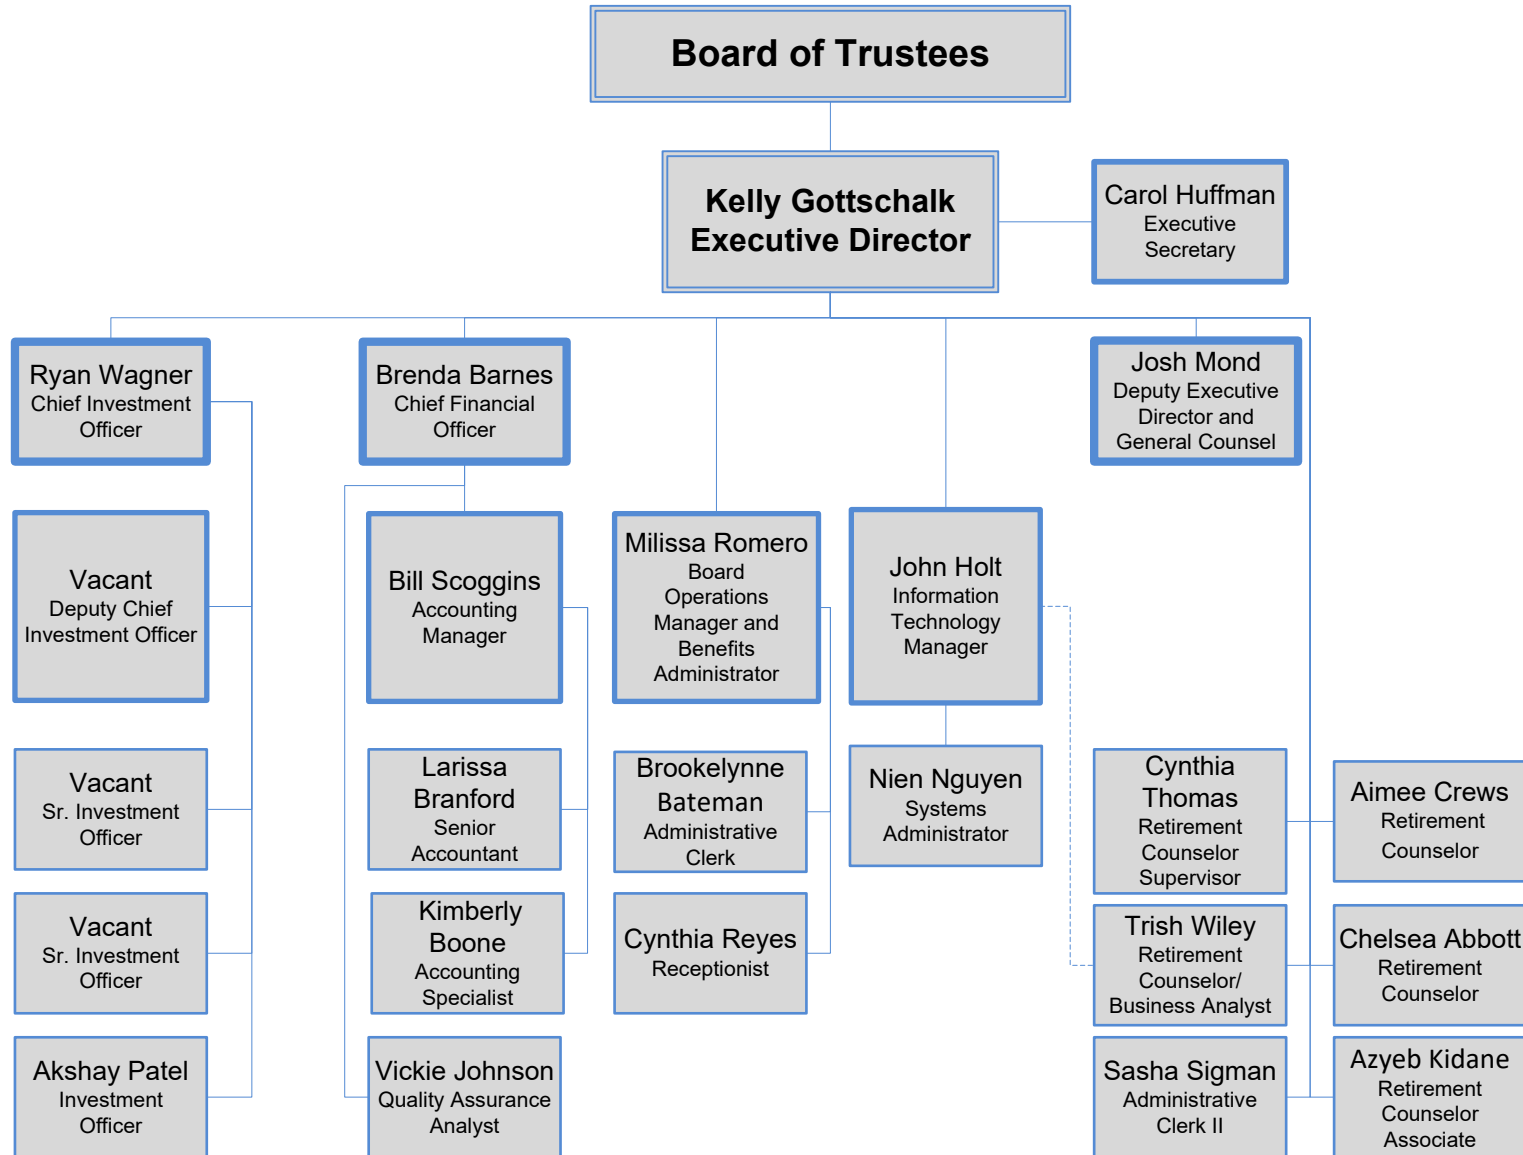 Board of Trustees
Kelly Gottschalk
Executive Director
Carol Huffman
Executive
Secretary
Ryan Wagner
Chief Investment
Officer
Brenda Barnes
Chief Financial
Officer
Josh Mond
Deputy Executive
Director and
General Counsel
Vacant
Deputy Chief
Investment Officer
Bill Scoggins
Accounting
Manager
Milissa Romero
Board
Operations
Manager and
Benefits
Administrator
John Holt
Information
Technology
Manager
Vacant
Sr. Investment
Officer
Larissa
Branford
Senior
Accountant
Brookelynne
Bateman
Administrative
Clerk
Nien Nguyen
Systems
Administrator
Cynthia
Thomas
Retirement
Counselor
Supervisor
Aimee Crews
Retirement
Counselor
Vacant
Sr. Investment
Officer
Kimberly
Boone
Accounting
Specialist
Cynthia Reyes
Receptionist
Trish Wiley
Retirement
Counselor/
Business Analyst
Chelsea Abbott
Retirement
Counselor
Akshay Patel
Investment
Officer
Vickie Johnson
Quality Assurance
Analyst
Sasha Sigman
Administrative
Clerk II
Azyeb Kidane
Retirement
Counselor
Associate